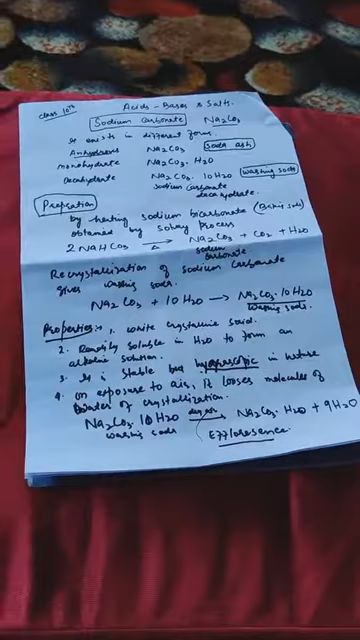 class 10th
Acids-Bases & Salts.
Sodium Carbonate Na2CO3
It exists in different forms.
Anhydrous Na2CO3 Soda ash
monohydrate Na2CO3. H2O
Decahydrate Na2CO3. 10H2O washing soda
Sodium carbonate
decahydrate.
Prepration
by heating sodium bicarbonate (Baking soda)
obtained by Solvay process
2NaHCO3 → Δ Na2CO3 + CO2 + H2O
sodium
carbonate
Recrystallization of Sodium Carbonate
gives washing soda.
Na2CO3 + 10H2O → Na2CO3.10H2O
washing soda.
Properties:- 1. white crystalline solid.
2. Readily soluble in H2O to form an
alkaline solution.
3. It is stable but hygroscopic in nature
4. On exposure to air, it looses molecules of
water of crystallization.
Na2CO3. 10H2O → Na2CO3. H2O + 9H2O
washing soda
Efflorescence.